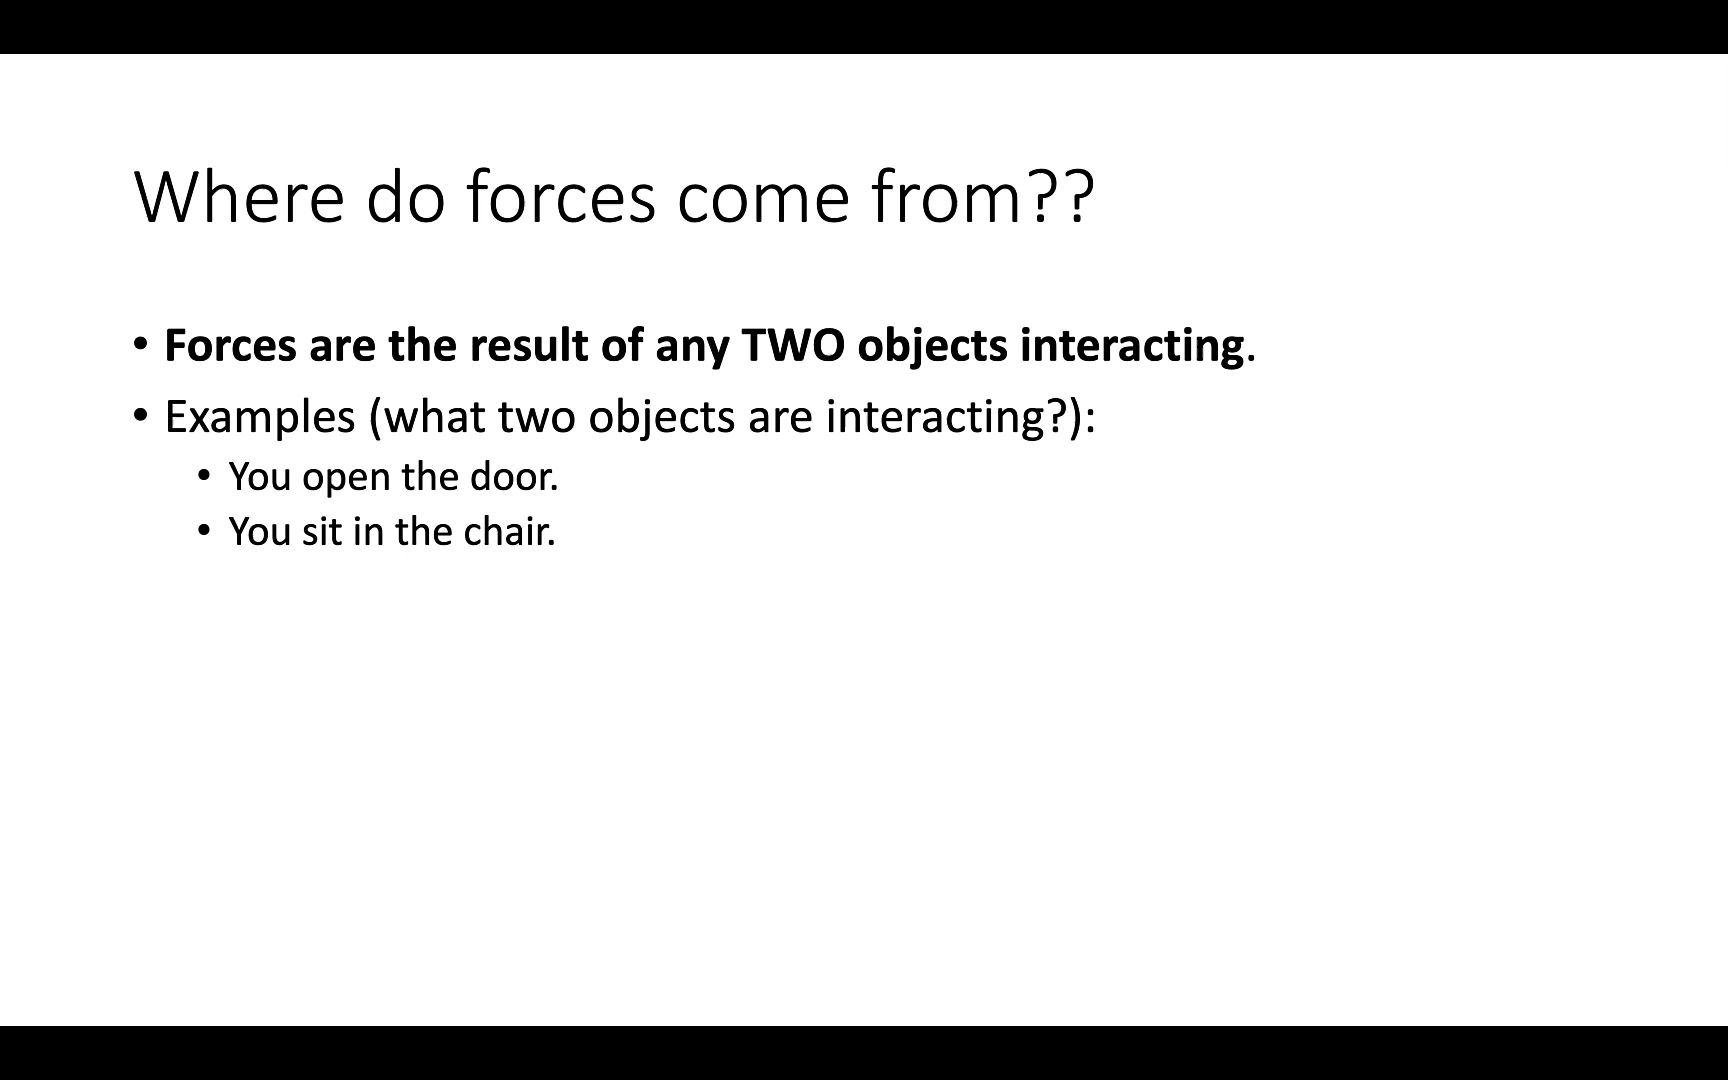 Where do forces come from??
• Forces are the result of any TWO objects interacting.
• Examples (what two objects are interacting?):
• You open the door.
• You sit in the chair.